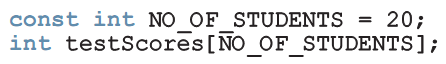 const int NO_OF_STUDENTS = 20;
int testScores[NO_OF_STUDENTS];